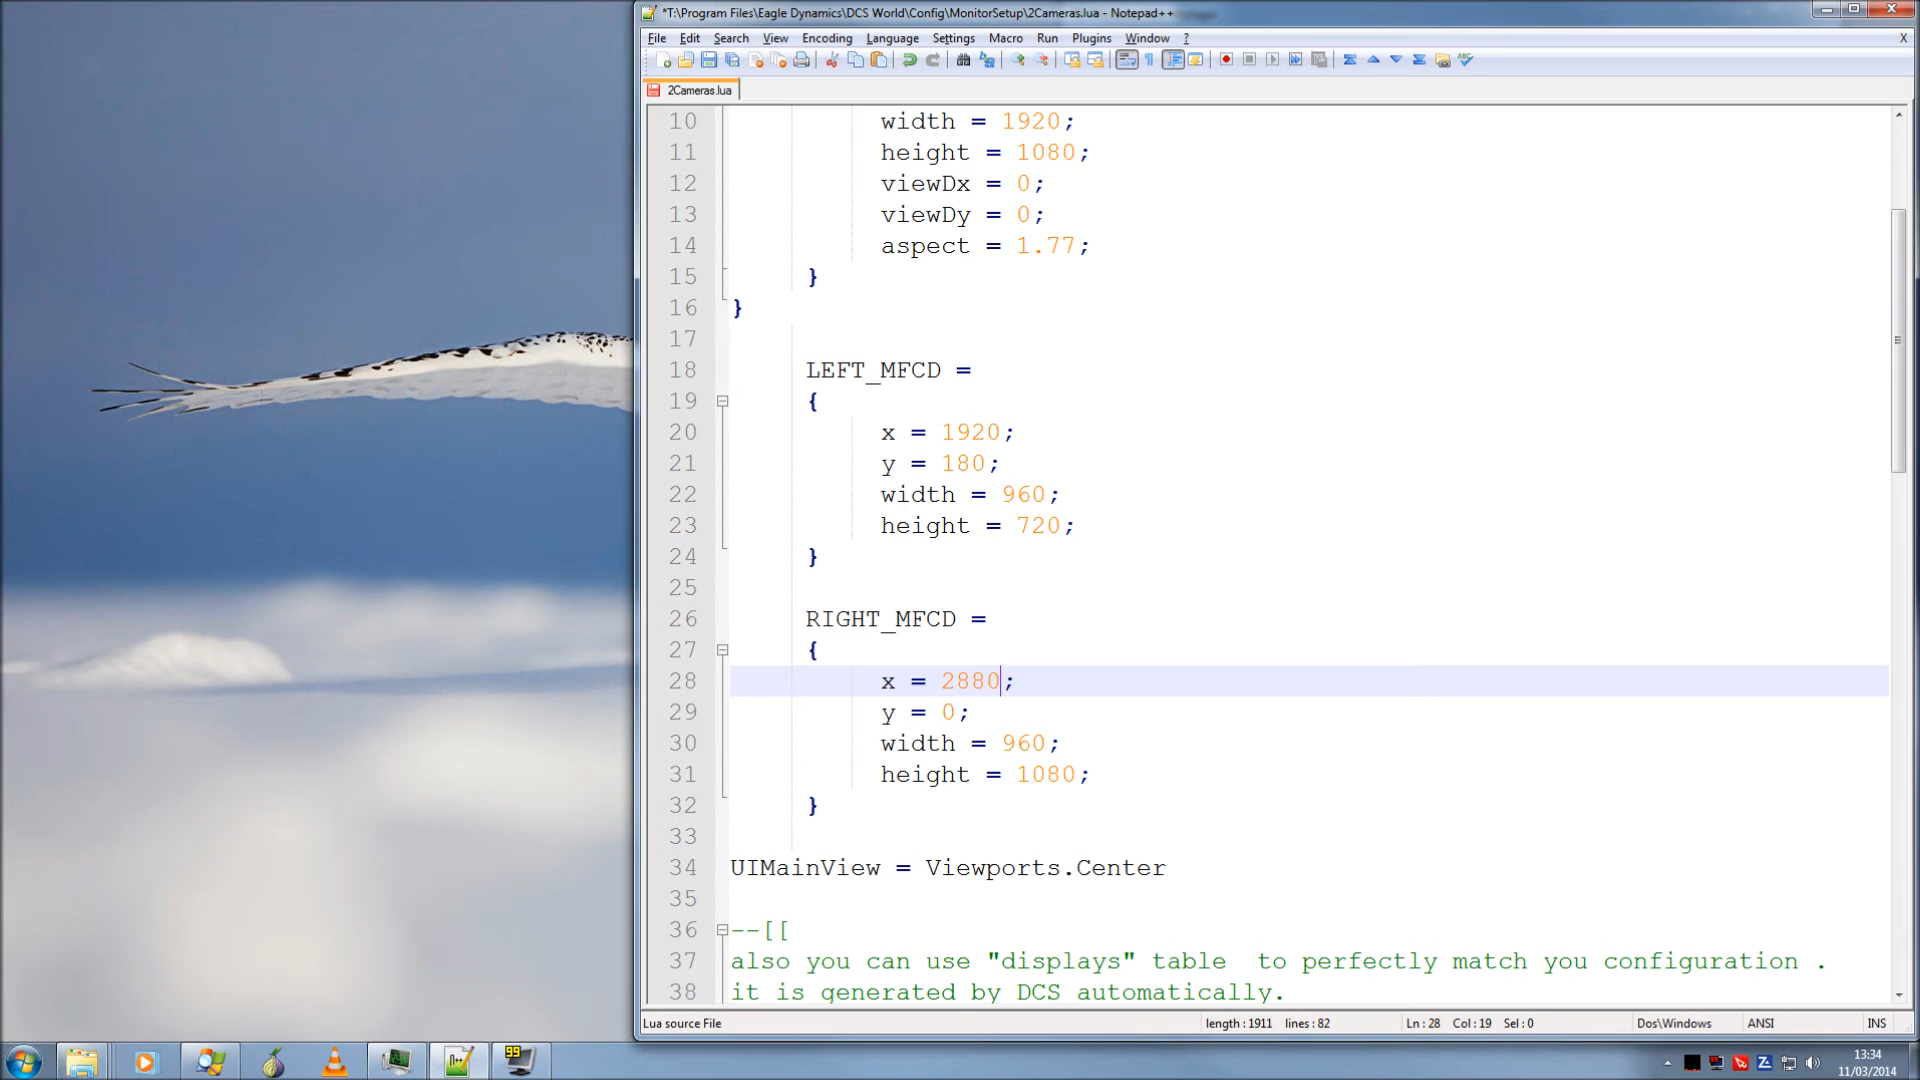 *T:\Program Files\Eagle Dynamics\DCS World\Config\MonitorSetup\2Cameras.lua - Notepad++
File Edit Search View Encoding Language Settings Macro Run Plugins Window ? X
2Cameras.lua
10 width = 1920;
11 height = 1080;
12 viewDx = 0;
13 viewDy = 0;
14 aspect = 1.77;
15 }
16 }
17
18 LEFT_MFCD =
19 {
20 x = 1920;
21 y = 180;
22 width = 960;
23 height = 720;
24 }
25
26 RIGHT_MFCD =
27 {
28 x = 2880;
29 y = 0;
30 width = 960;
31 height = 1080;
32 }
33
34 UIMainView = Viewports.Center
35
36 --[[
37 also you can use "displays" table  to perfectly match you configuration .
38 it is generated by DCS automatically.
Lua source File length : 1911 lines : 82 Ln : 28 Col : 19 Sel : 0 Dos\Windows ANSI INS
99
13:34
11/03/2014